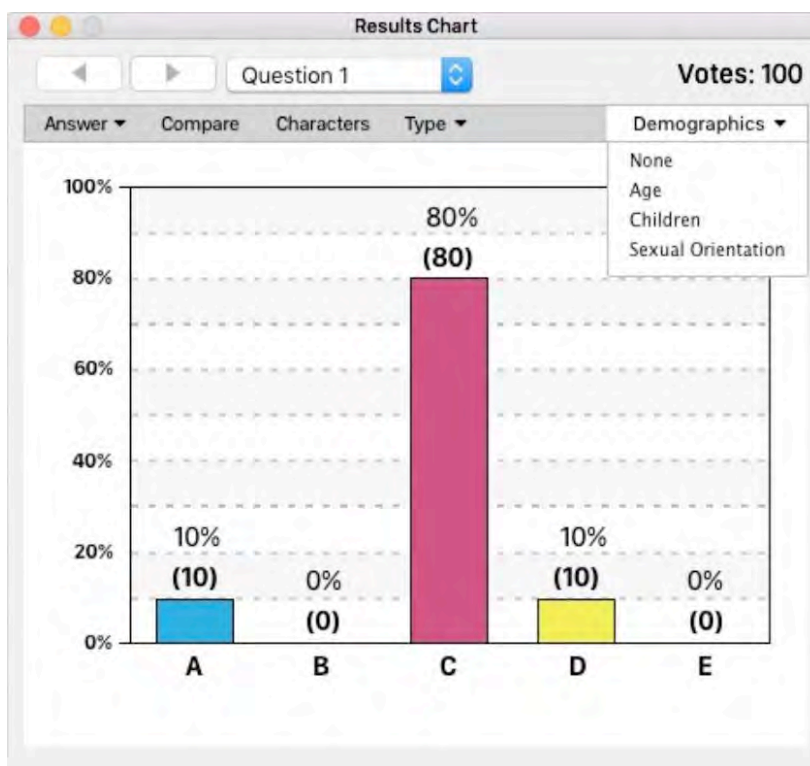 Results Chart
Question 1
Votes: 100
Answer Compare Characters Type Demographics
None
Age
Children
Sexual Orientation
100%
80%
60%
40%
20%
0%
10%
(10)
0%
(0)
80%
(80)
10%
(10)
0%
(0)
A B C D E